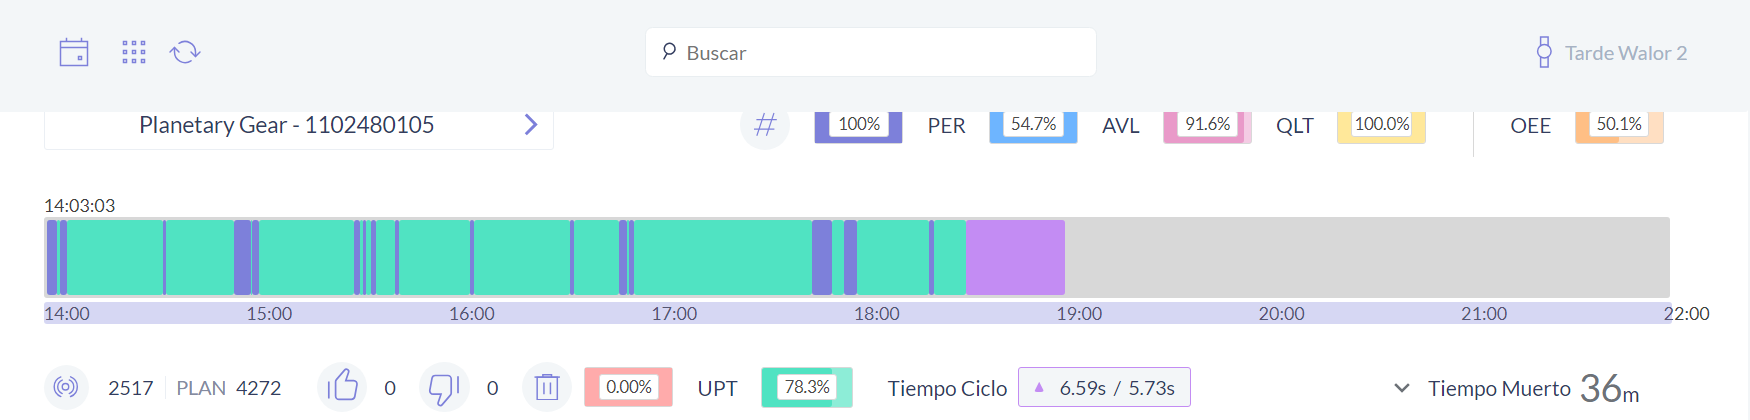 Buscar
Tarde Walor 2
Planetary Gear - 1102480105
# 100% PER 54.7% AVL 91.6% QLT 100.0% OEE 50.1%
14:03:03
14:00 15:00 16:00 17:00 18:00 19:00 20:00 21:00 22:00
2517 PLAN 4272 0 0 0.00% UPT 78.3% Tiempo Ciclo 6.59s / 5.73s Tiempo Muerto 36m